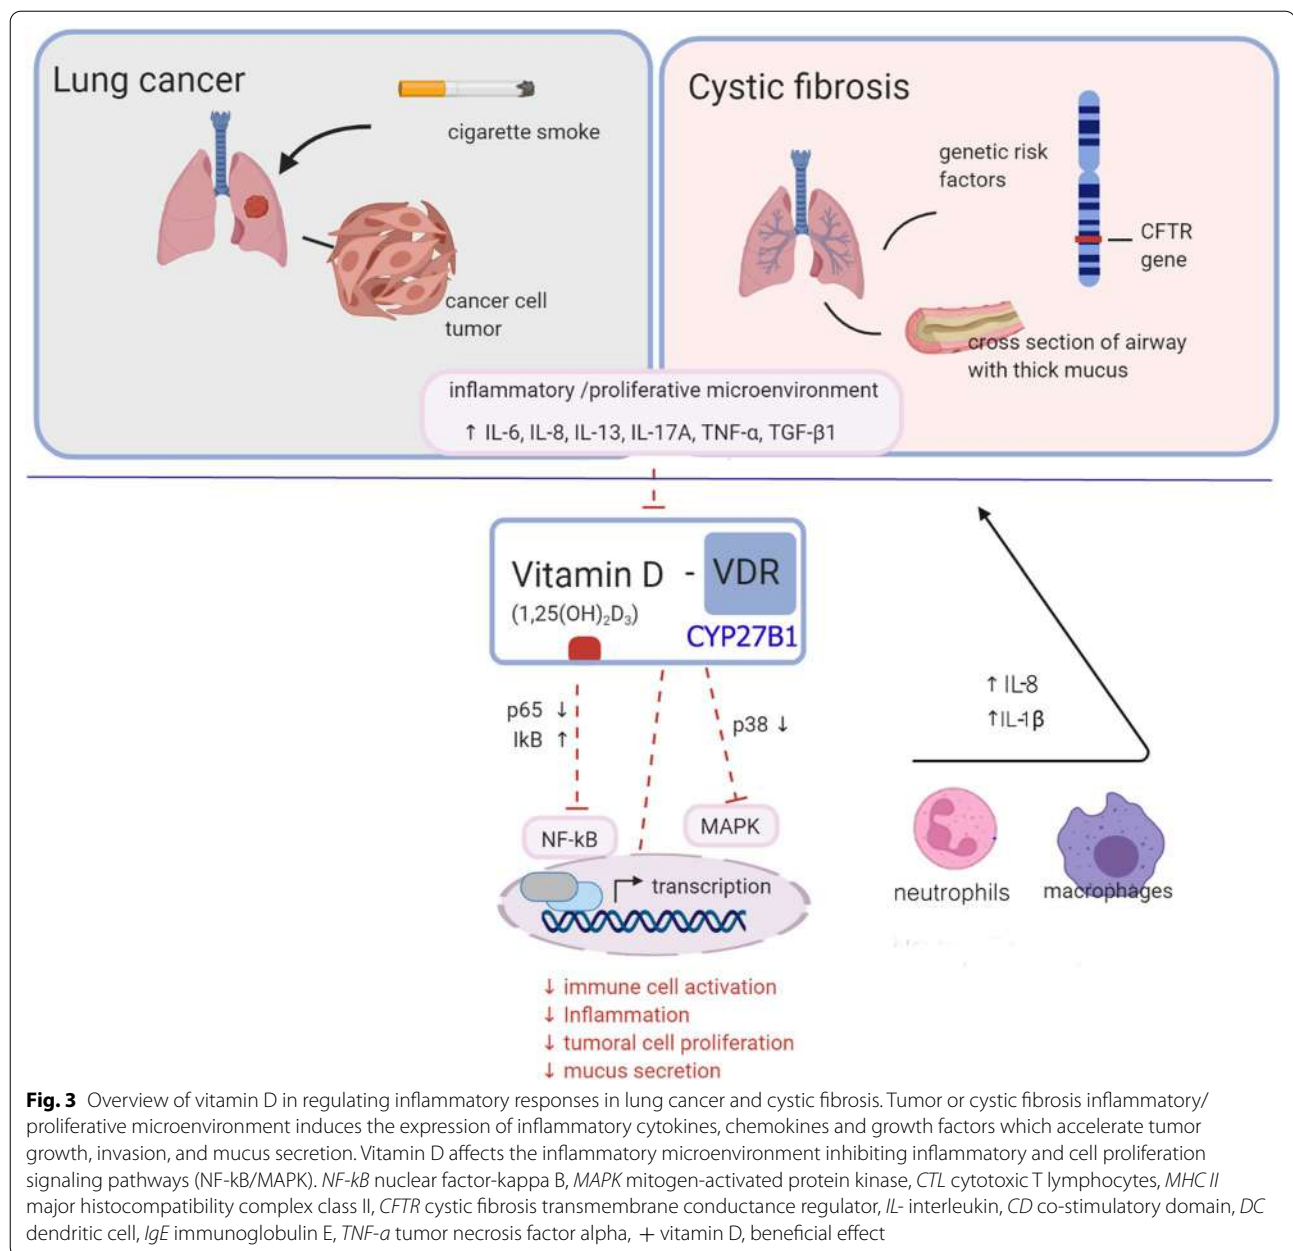 Lung cancer
cigarette smoke
cancer cell
tumor
Cystic fibrosis
genetic risk
factors
CFTR
gene
cross section of airway
with thick mucus
inflammatory /proliferative microenvironment
↑ IL-6, IL-8, IL-13, IL-17A, TNF-α, TGF-β1
Vitamin D - VDR
(1,25(OH)₂D₃)
CYP27B1
p65 ↓
IkB ↑
p38 ↓
NF-kB
MAPK
transcription
↑ IL-8
↑IL-1β
neutrophils
macrophages
↓ immune cell activation
↓ Inflammation
↓ tumoral cell proliferation
↓ mucus secretion
Fig. 3 Overview of vitamin D in regulating inflammatory responses in lung cancer and cystic fibrosis. Tumor or cystic fibrosis inflammatory/
proliferative microenvironment induces the expression of inflammatory cytokines, chemokines and growth factors which accelerate tumor
growth, invasion, and mucus secretion. Vitamin D affects the inflammatory microenvironment inhibiting inflammatory and cell proliferation
signaling pathways (NF-kB/MAPK). NF-kB nuclear factor-kappa B, MAPK mitogen-activated protein kinase, CTL cytotoxic T lymphocytes, MHC II
major histocompatibility complex class II, CFTR cystic fibrosis transmembrane conductance regulator, IL- interleukin, CD co-stimulatory domain, DC
dendritic cell, IgE immunoglobulin E, TNF-α tumor necrosis factor alpha, + vitamin D, beneficial effect